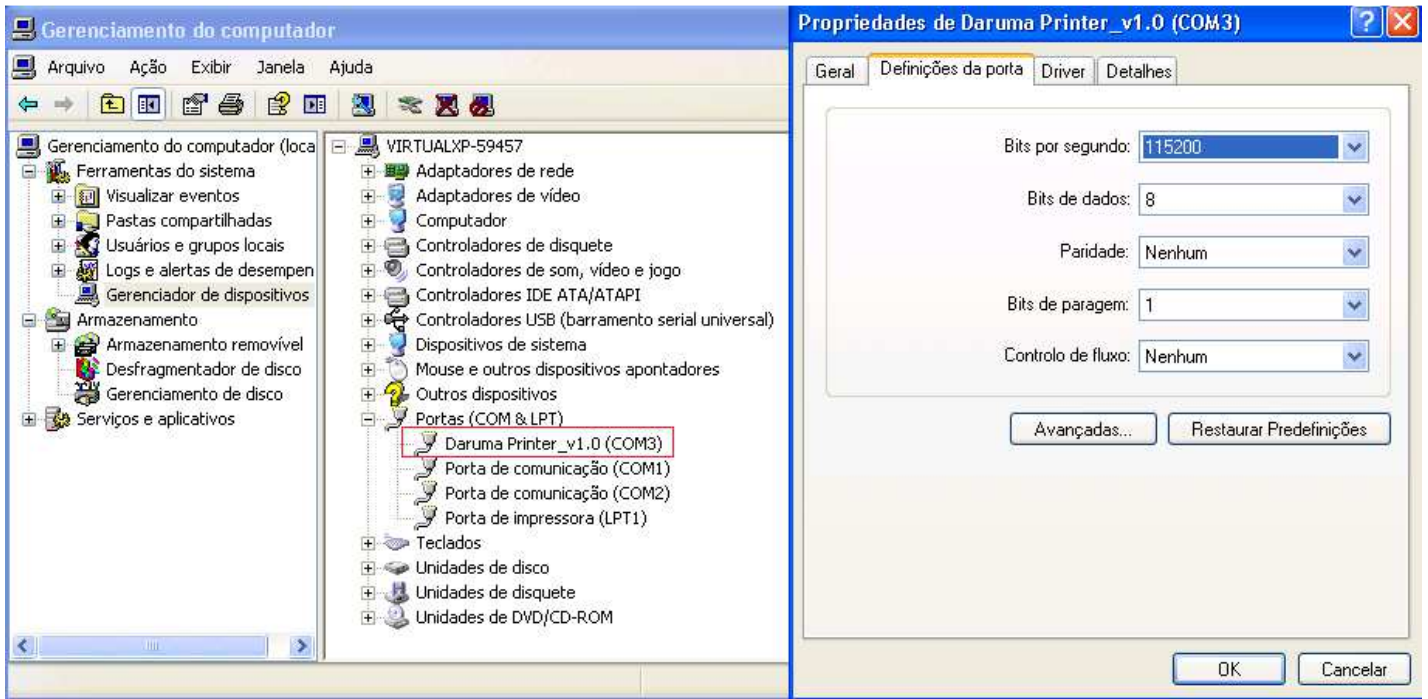 Gerenciamento do computador
Arquivo Ação Exibir Janela Ajuda
Gerenciamento do computador (loca
Ferramentas do sistema
Visualizar eventos
Pastas compartilhadas
Usuários e grupos locais
Logs e alertas de desempen
Gerenciador de dispositivos
Armazenamento
Armazenamento removível
Desfragmentador de disco
Gerenciamento de disco
Serviços e aplicativos
VIRTUALXP-59457
Adaptadores de rede
Adaptadores de vídeo
Computador
Controladores de disquete
Controladores de som, vídeo e jogo
Controladores IDE ATA/ATAPI
Controladores USB (barramento serial universal)
Dispositivos de sistema
Mouse e outros dispositivos apontadores
Outros dispositivos
Portas (COM & LPT)
Daruma Printer_v1.0 (COM3)
Porta de comunicação (COM1)
Porta de comunicação (COM2)
Porta de impressora (LPT1)
Teclados
Unidades de disco
Unidades de disquete
Unidades de DVD/CD-ROM
Propriedades de Daruma Printer_v1.0 (COM3)
Geral Definições da porta Driver Detalhes
Bits por segundo: 115200
Bits de dados: 8
Paridade: Nenhum
Bits de paragem: 1
Controlo de fluxo: Nenhum
Avançadas... Restaurar Predefinições
OK Cancelar